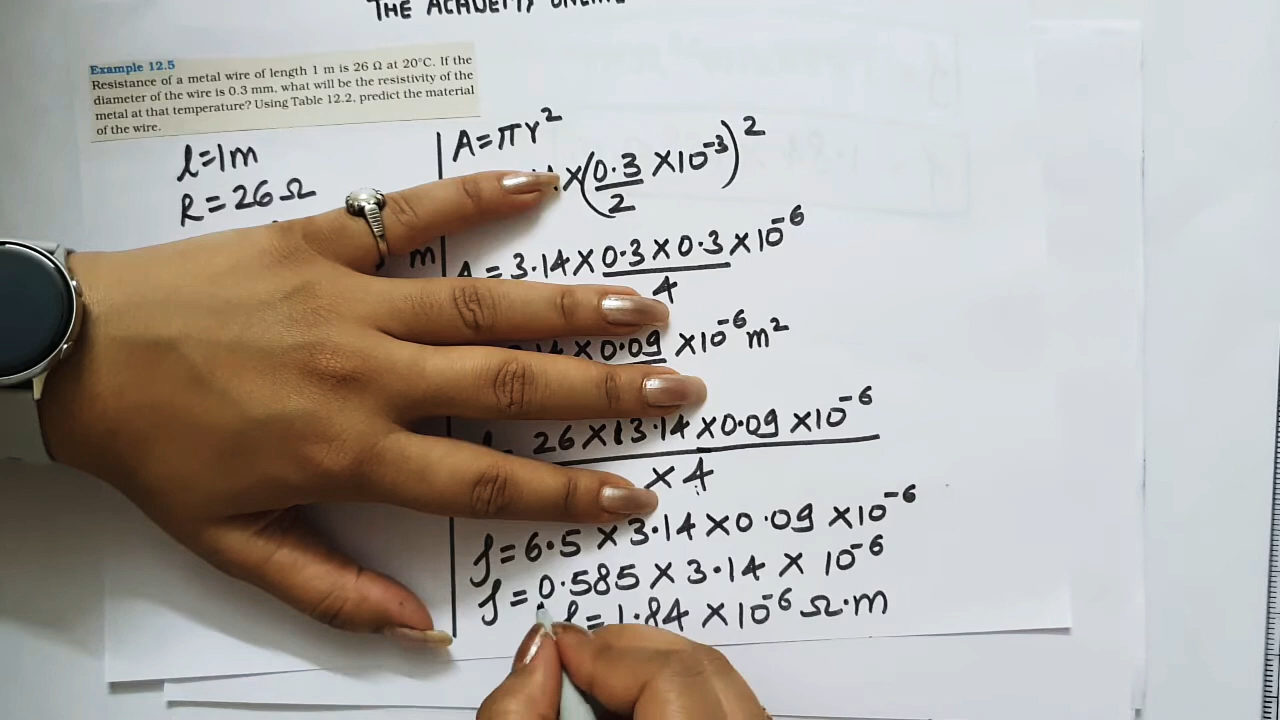 THE ACADEMY ONLINE
Example 12.5
Resistance of a metal wire of length 1 m is 26 Ω at 20°C. If the
diameter of the wire is 0.3 mm, what will be the resistivity of the
metal at that temperature? Using Table 12.2, predict the material
of the wire.
l=1m
R=26Ω
m
A=πr²
×(0.3/2 ×10⁻³)²
A=3.14×0.3×0.3×10⁻⁶
4
×0.09 ×10⁻⁶m²
26×13.14×0.09×10⁻⁶
×4
ρ=6.5×3.14×0.09×10⁻⁶
ρ=0.585×3.14×10⁻⁶
ρ=1.84×10⁻⁶Ω.m